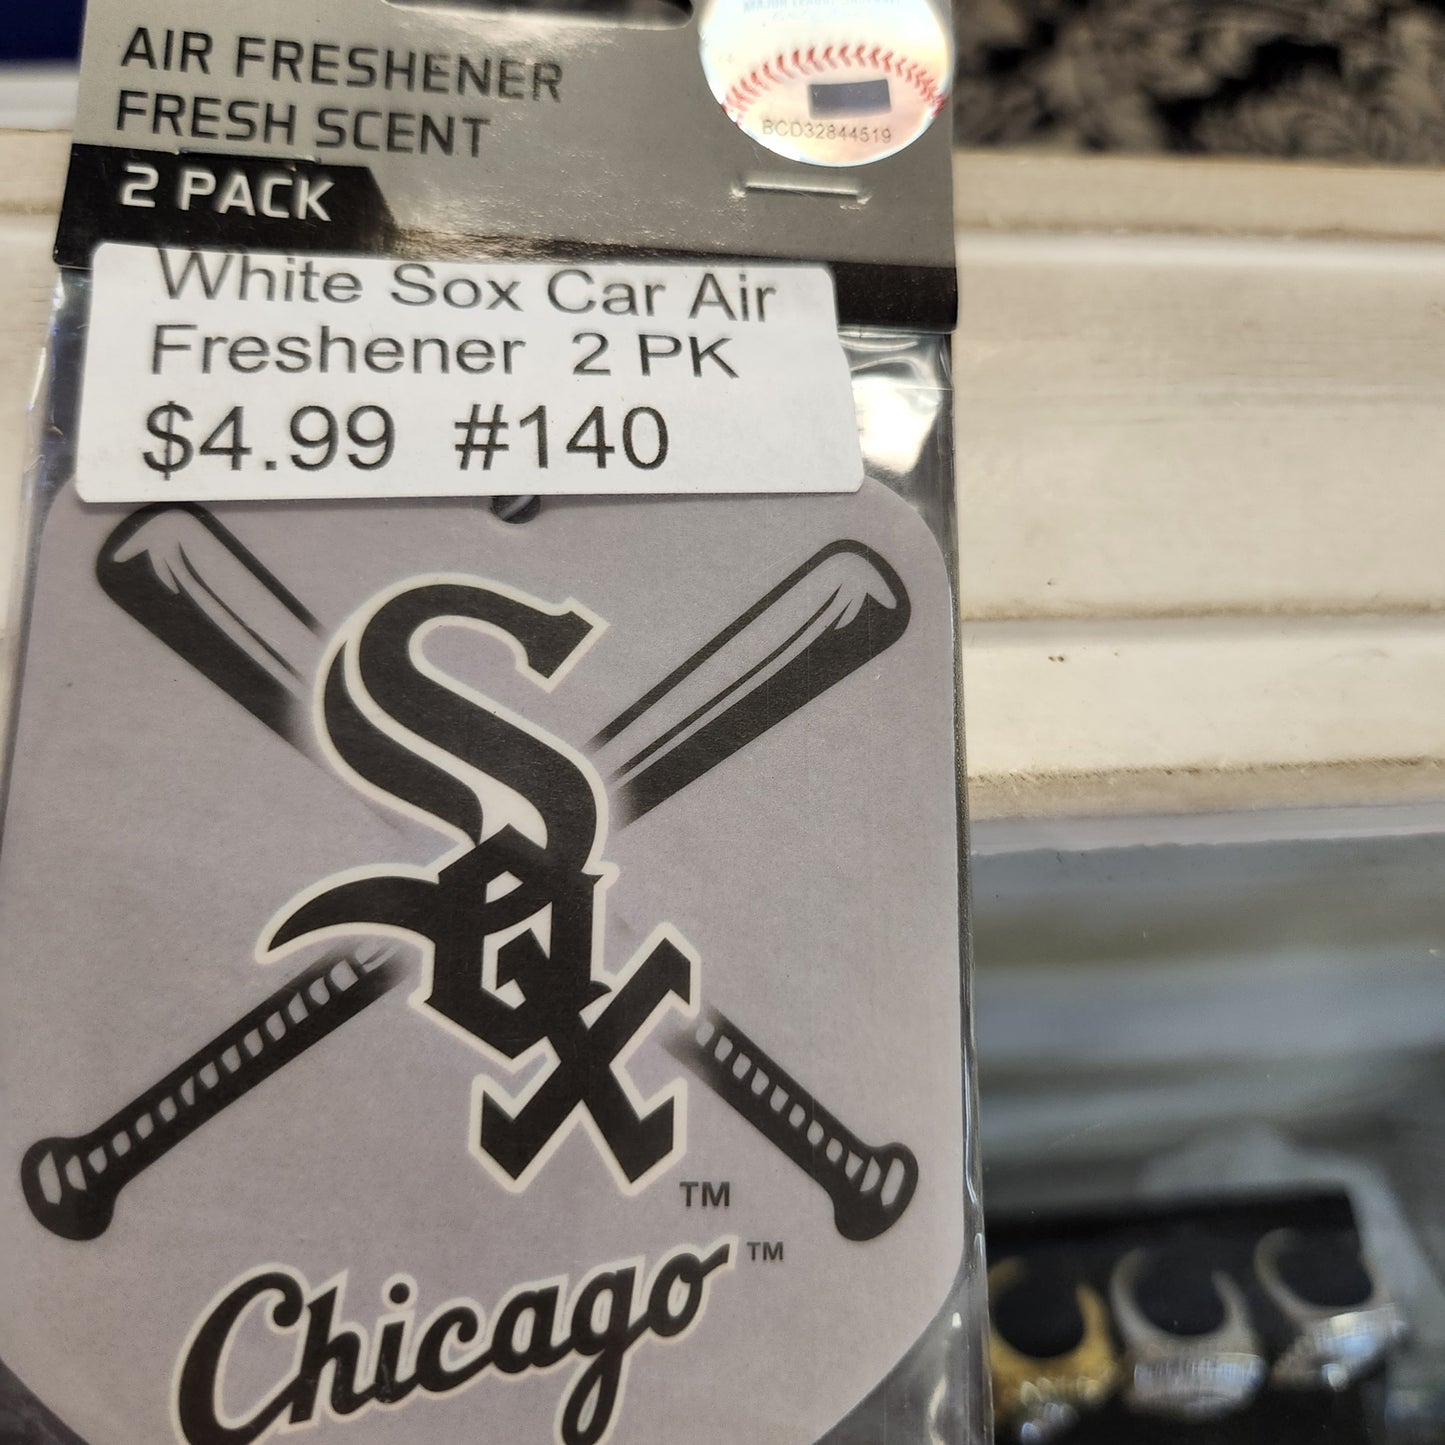 AIR FRESHENER
FRESH SCENT
2 PACK
BCD32844519
White Sox Car Air
Freshener 2 PK
$4.99 #140
Sox
TM
Chicago TM